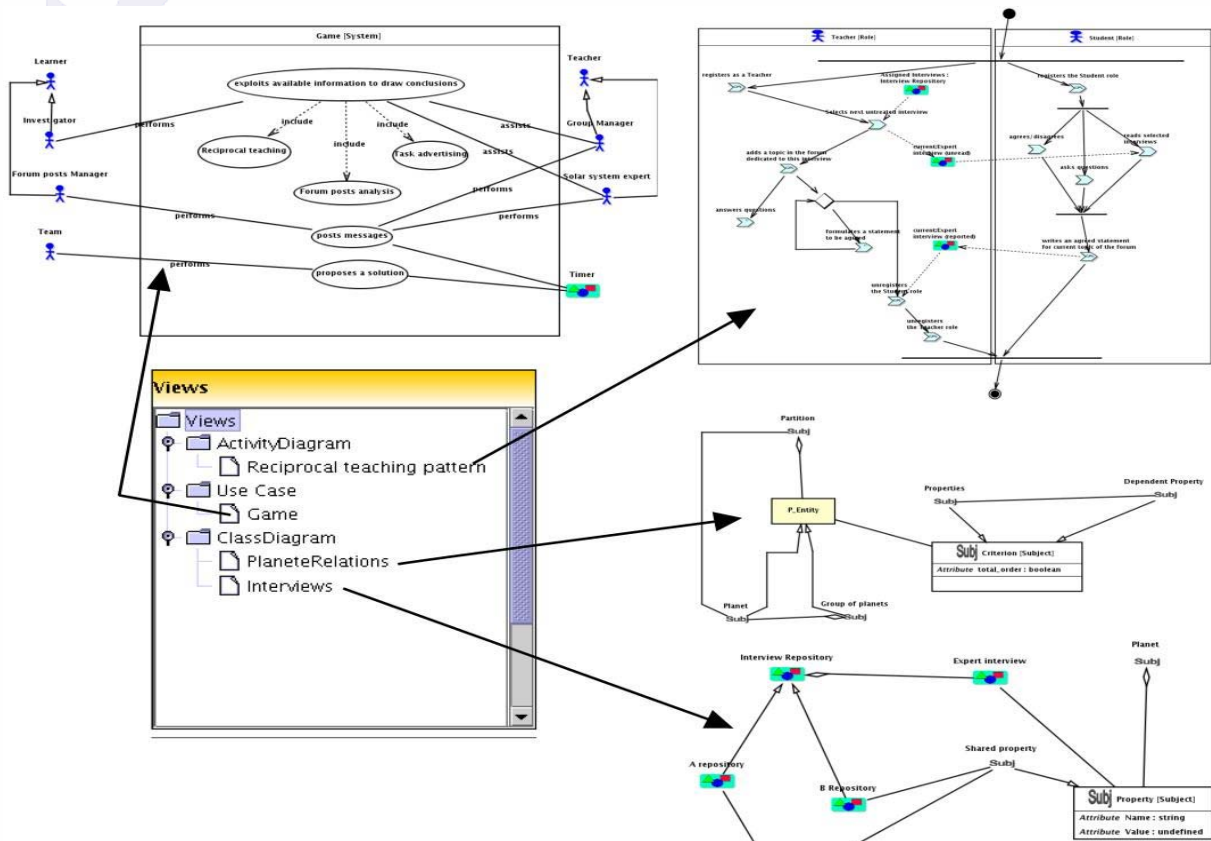 Game [System]
Learner
Teacher
exploits available information to draw conclusions
Investigator
performs
include
include
include
assists
Group Manager
Reciprocal teaching
Task advertising
assists
Forum posts Manager
Forum posts analysis
Solar system expert
performs
performs
posts messages
Team
performs
proposes a solution
Timer
Teacher [Role]
Student [Role]
registers as a Teacher
Assigned Interviews :
Interview Repository
registers the Student role
Selects next untreated interview
agrees/disagrees
reads selected
interviews
adds a topic in the forum
dedicated to this interview
current/Expert
interview (unread)
asks questions
answers questions
formulates a statement
to be agreed
current/Expert
interview (reported)
writes an agreed statement
for current topic of the forum
unregisters
the Student role
unregisters
the Teacher role
Views
Views
ActivityDiagram
Reciprocal teaching pattern
Use Case
Game
ClassDiagram
PlaneteRelations
Interviews
Partition
Subj
P_Entity
Properties
Subj
Dependent Property
Subj
Subj Criterion [Subject]
Attribute total_order : boolean
Planet
Subj
Group of planets
Subj
Interview Repository
Expert interview
Planet
Subj
A repository
B Repository
Shared property
Subj
Subj Property [Subject]
Attribute Name : string
Attribute Value : undefined